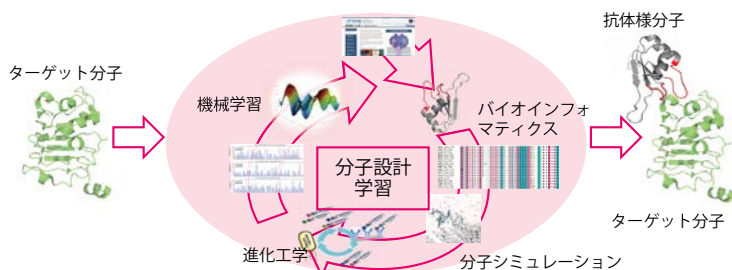 ターゲット分子
機械学習
バイオインフォ
マティクス
分子設計
学習
進化工学
分子シミュレーション
抗体様分子
ターゲット分子